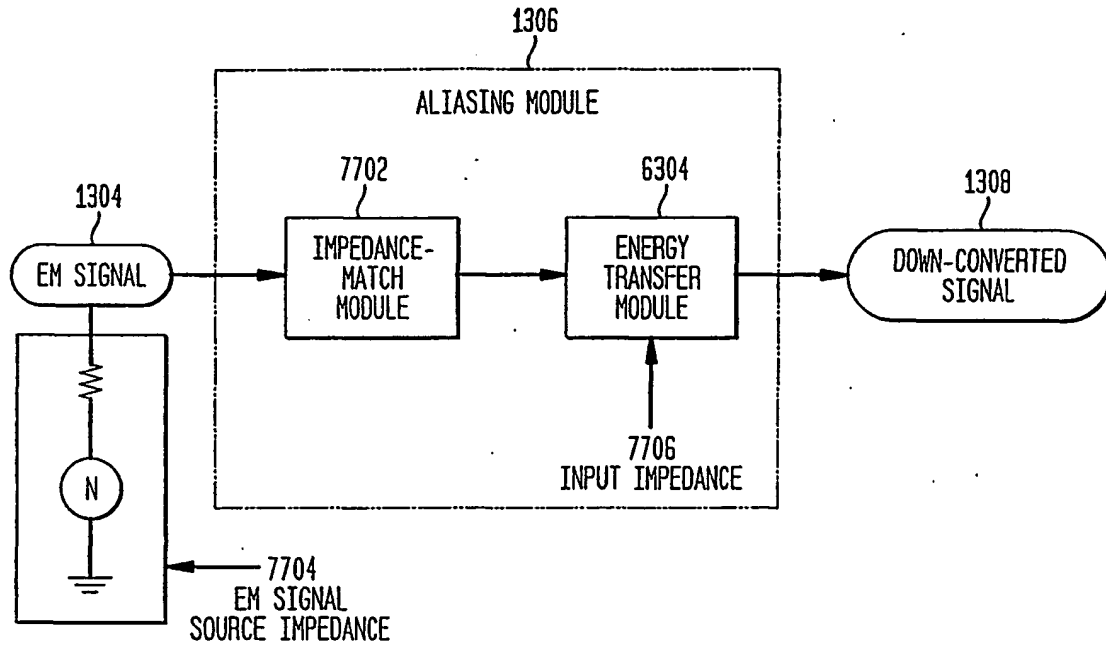 1306
ALIASING MODULE
7702
6304
1304
1308
EM SIGNAL
IMPEDANCE-
MATCH
MODULE
ENERGY
TRANSFER
MODULE
DOWN-CONVERTED
SIGNAL
N
7706
INPUT IMPEDANCE
7704
EM SIGNAL
SOURCE IMPEDANCE